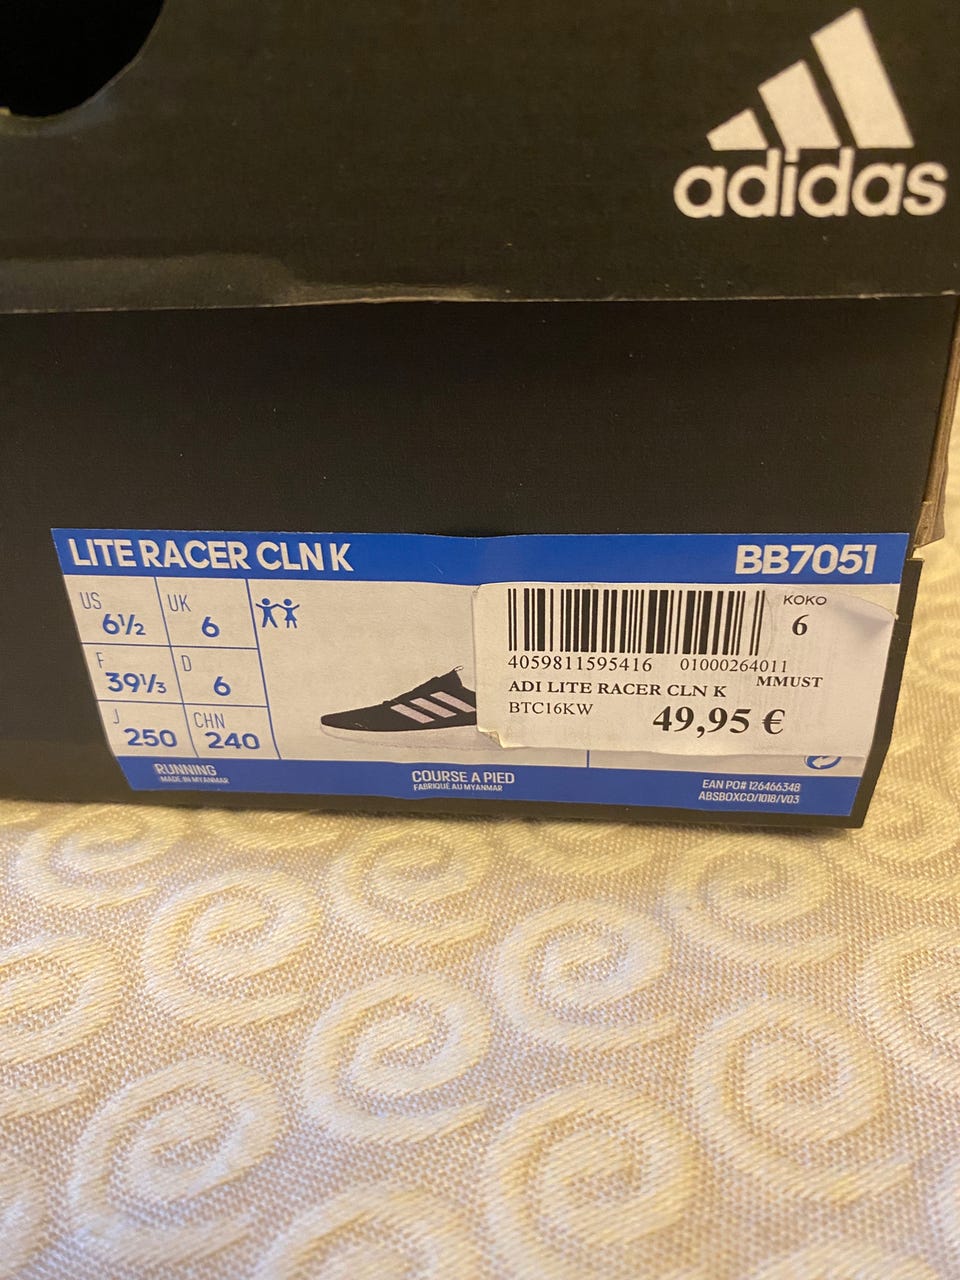 adidas
LITE RACER CLN K
BB7051
US
6½
UK
6
F
39⅓
D
6
J
250
CHN
240
KOKO
6
4059811595416 01000264011
MMUST
ADI LITE RACER CLN K
BTC16KW
49,95 €
RUNNING
MADE IN MYANMAR
COURSE A PIED
FABRIQUÉ AU MYANMAR
EAN PO# 126466348
ABSBOXCO/1018/V03